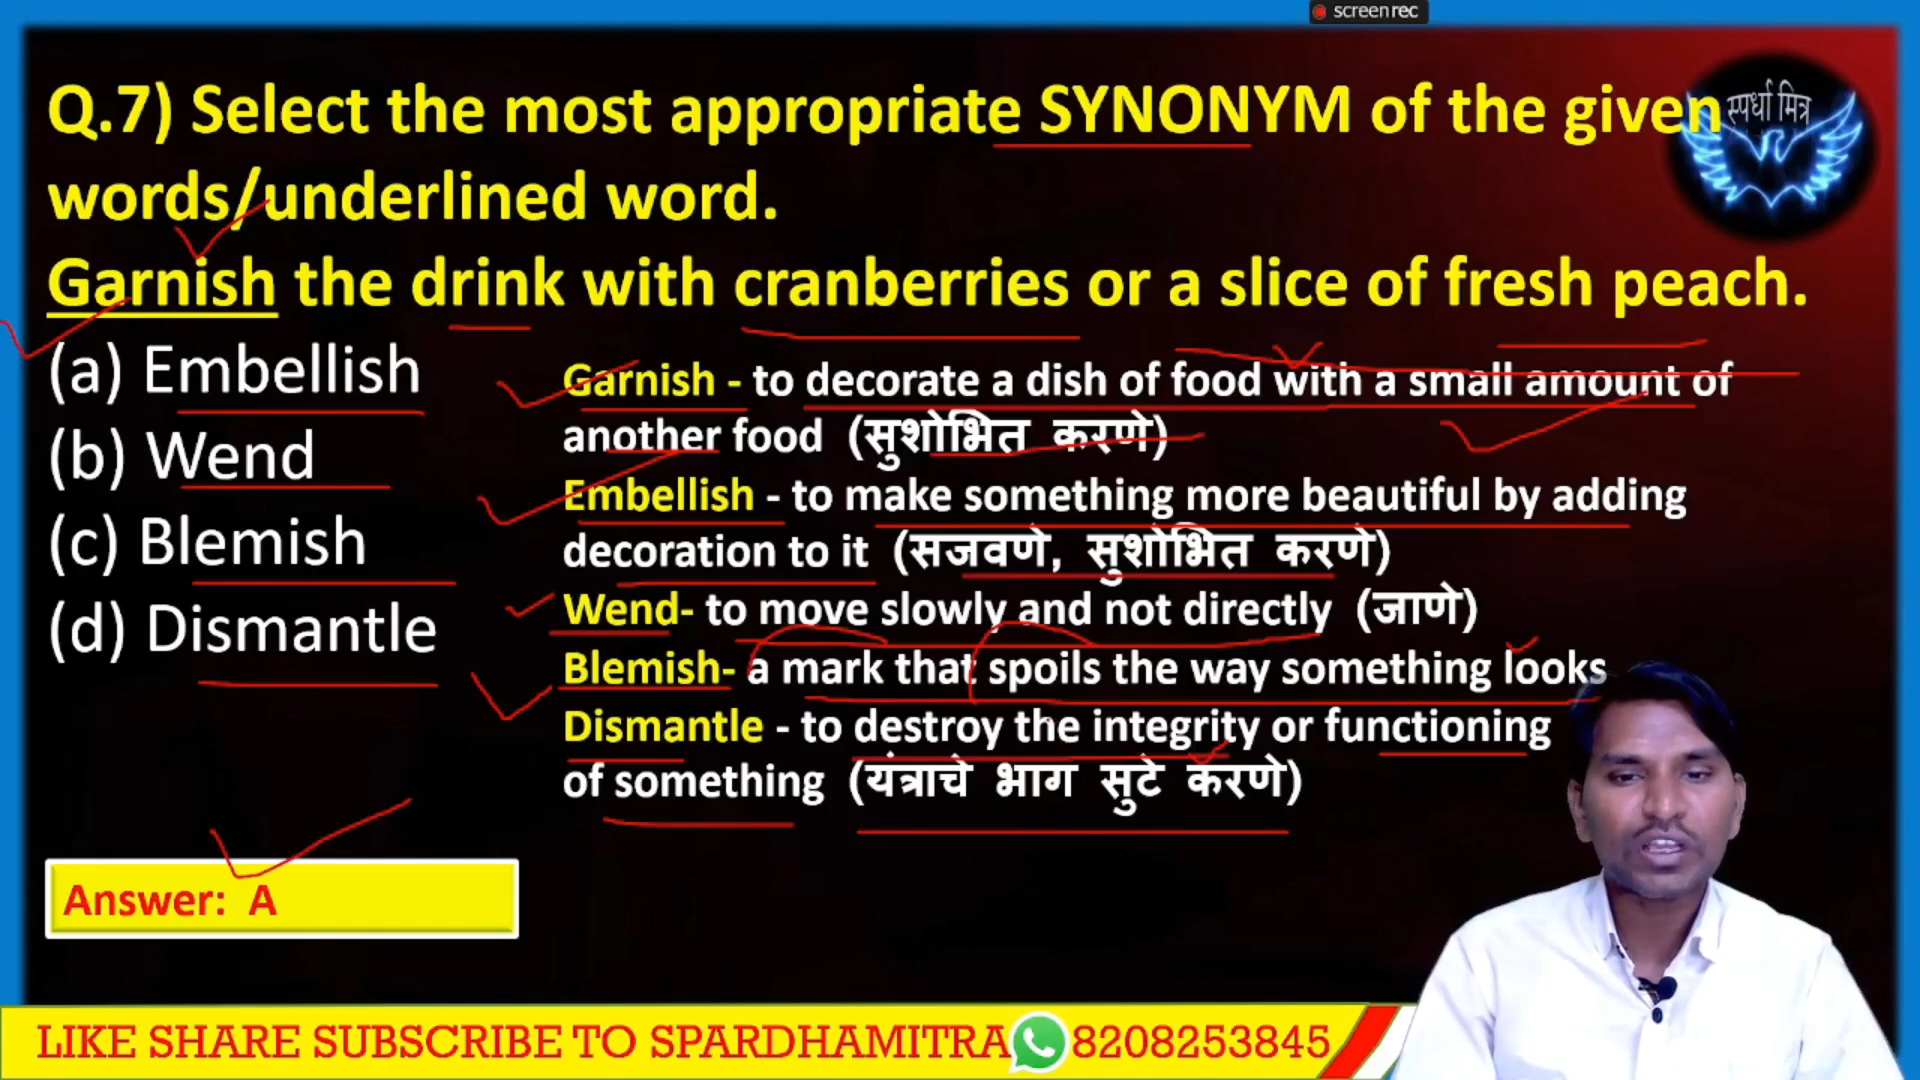 screenrec
स्पर्धा मित्र
Q.7) Select the most appropriate SYNONYM of the given
words/underlined word.
Garnish the drink with cranberries or a slice of fresh peach.
(a) Embellish
(b) Wend
(c) Blemish
(d) Dismantle
Garnish - to decorate a dish of food with a small amount of
another food (सुशोभित करणे)
Embellish - to make something more beautiful by adding
decoration to it (सजवणे, सुशोभित करणे)
Wend- to move slowly and not directly (जाणे)
Blemish- a mark that spoils the way something looks
Dismantle - to destroy the integrity or functioning
of something (यंत्राचे भाग सुटे करणे)
Answer: A
LIKE SHARE SUBSCRIBE TO SPARDHAMITRA 8208253845